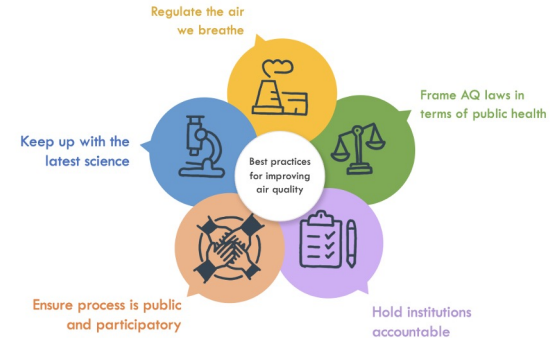 Regulate the air
we breathe
Frame AQ laws in
terms of public health
Keep up with the
latest science
Best practices
for improving
air quality
Ensure process is public
and participatory
Hold institutions
accountable